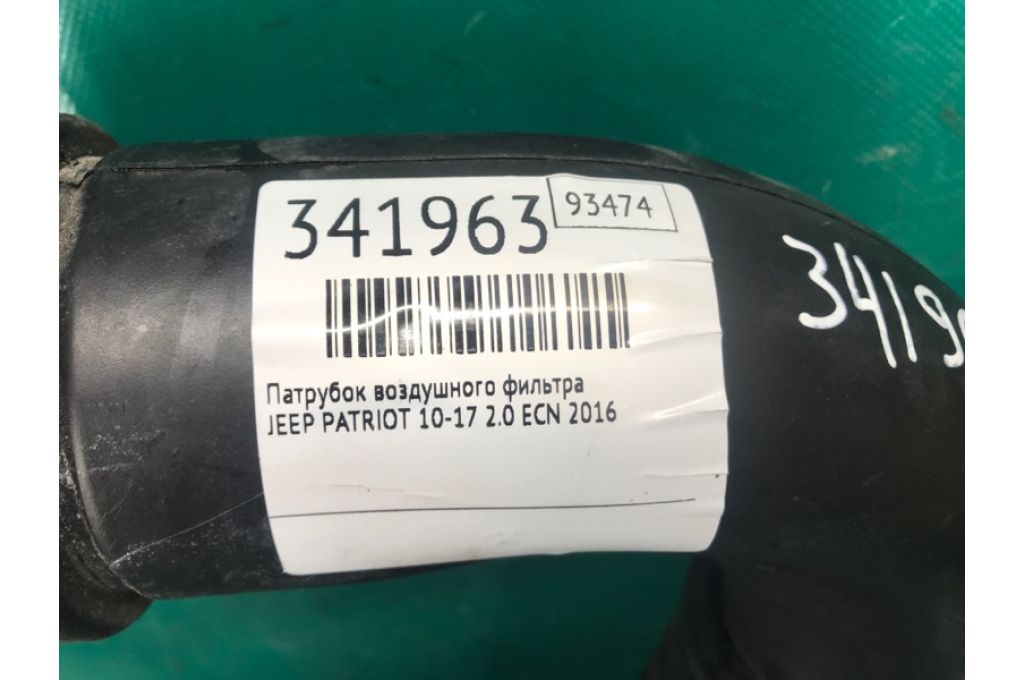 341963
93474
Патрубок воздушного фильтра
JEEP PATRIOT 10-17 2.0 ECN 2016
3419